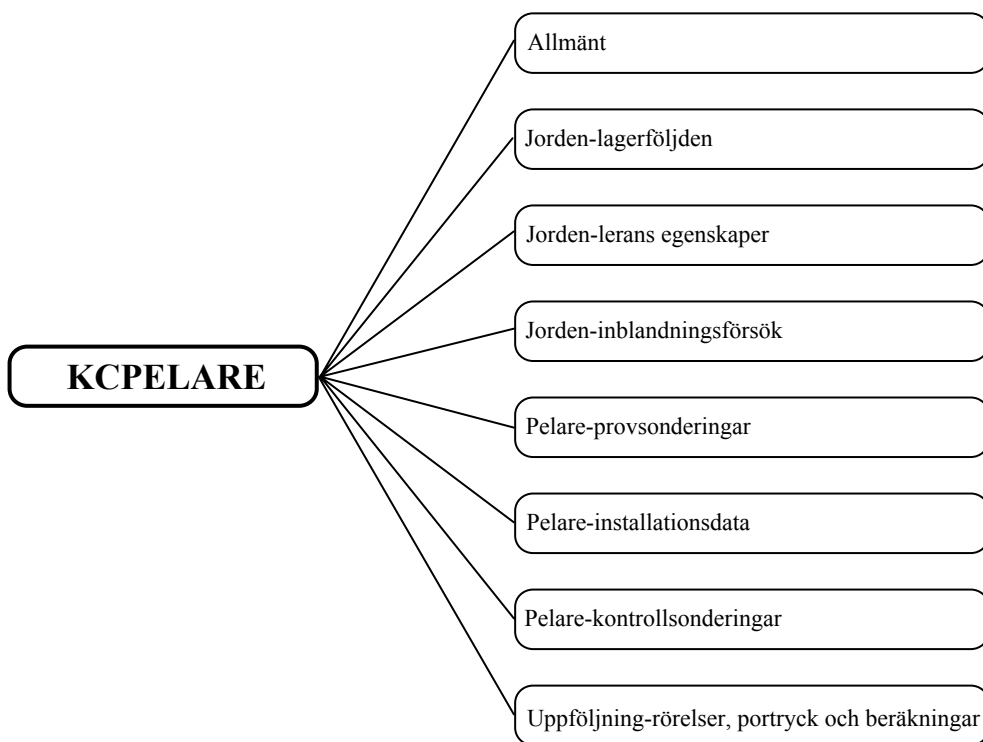 Allmänt
Jorden-lagerföljden
Jorden-lerans egenskaper
Jorden-inblandningsförsök
KCPELARE
Pelare-provsonderingar
Pelare-installationsdata
Pelare-kontrollsonderingar
Uppföljning-rörelser, portryck och beräkningar